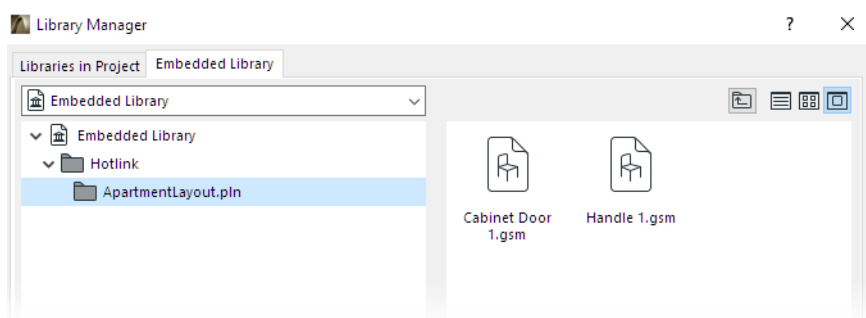 Library Manager
?
Libraries in Project
Embedded Library
Embedded Library
Embedded Library
Hotlink
ApartmentLayout.pln
Cabinet Door
1.gsm
Handle 1.gsm